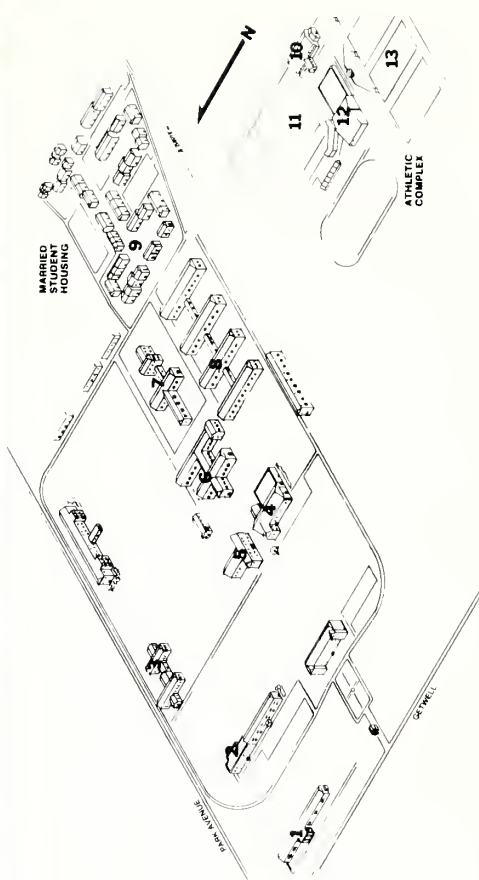 N
MARRIED
STUDENT
HOUSING
ATHLETIC
COMPLEX
PARK AVENUE
GETWELL
1
2
3
4
5
6
7
8
9
10
11
12
13